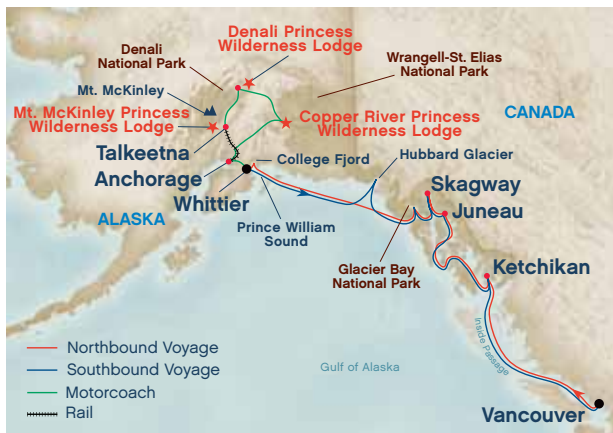 Denali Princess
Wilderness Lodge
Denali
National Park
Wrangell-St. Elias
National Park
Mt. McKinley
CANADA
Mt. McKinley Princess
Wilderness Lodge
Copper River Princess
Wilderness Lodge
Talkeetna
College Fjord
Hubbard Glacier
Anchorage
Skagway
Whittier
Juneau
ALASKA
Prince William
Sound
Glacier Bay
National Park
Ketchikan
Inside Passage
Northbound Voyage
Southbound Voyage
Gulf of Alaska
Motorcoach
Rail
Vancouver